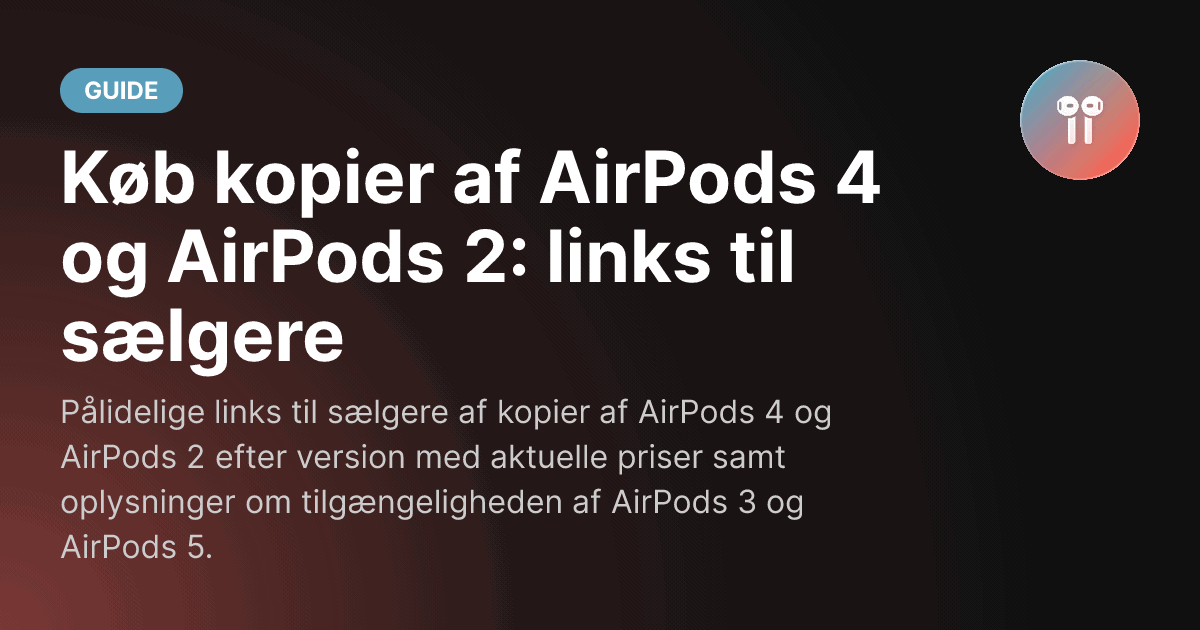 GUIDE
Køb kopier af AirPods 4
og AirPods 2: links til
sælgere
Pålidelige links til sælgere af kopier af AirPods 4 og
AirPods 2 efter version med aktuelle priser samt
oplysninger om tilgængeligheden af AirPods 3 og
AirPods 5.